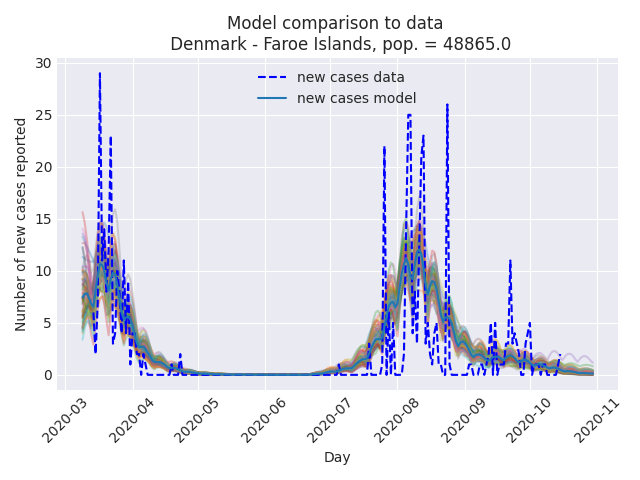 Model comparison to data
Denmark - Faroe Islands, pop. = 48865.0
new cases data
new cases model
Number of new cases reported
30
25
20
15
10
5
0
2020-03
2020-04
2020-05
2020-06
2020-07
2020-08
2020-09
2020-10
2020-11
Day